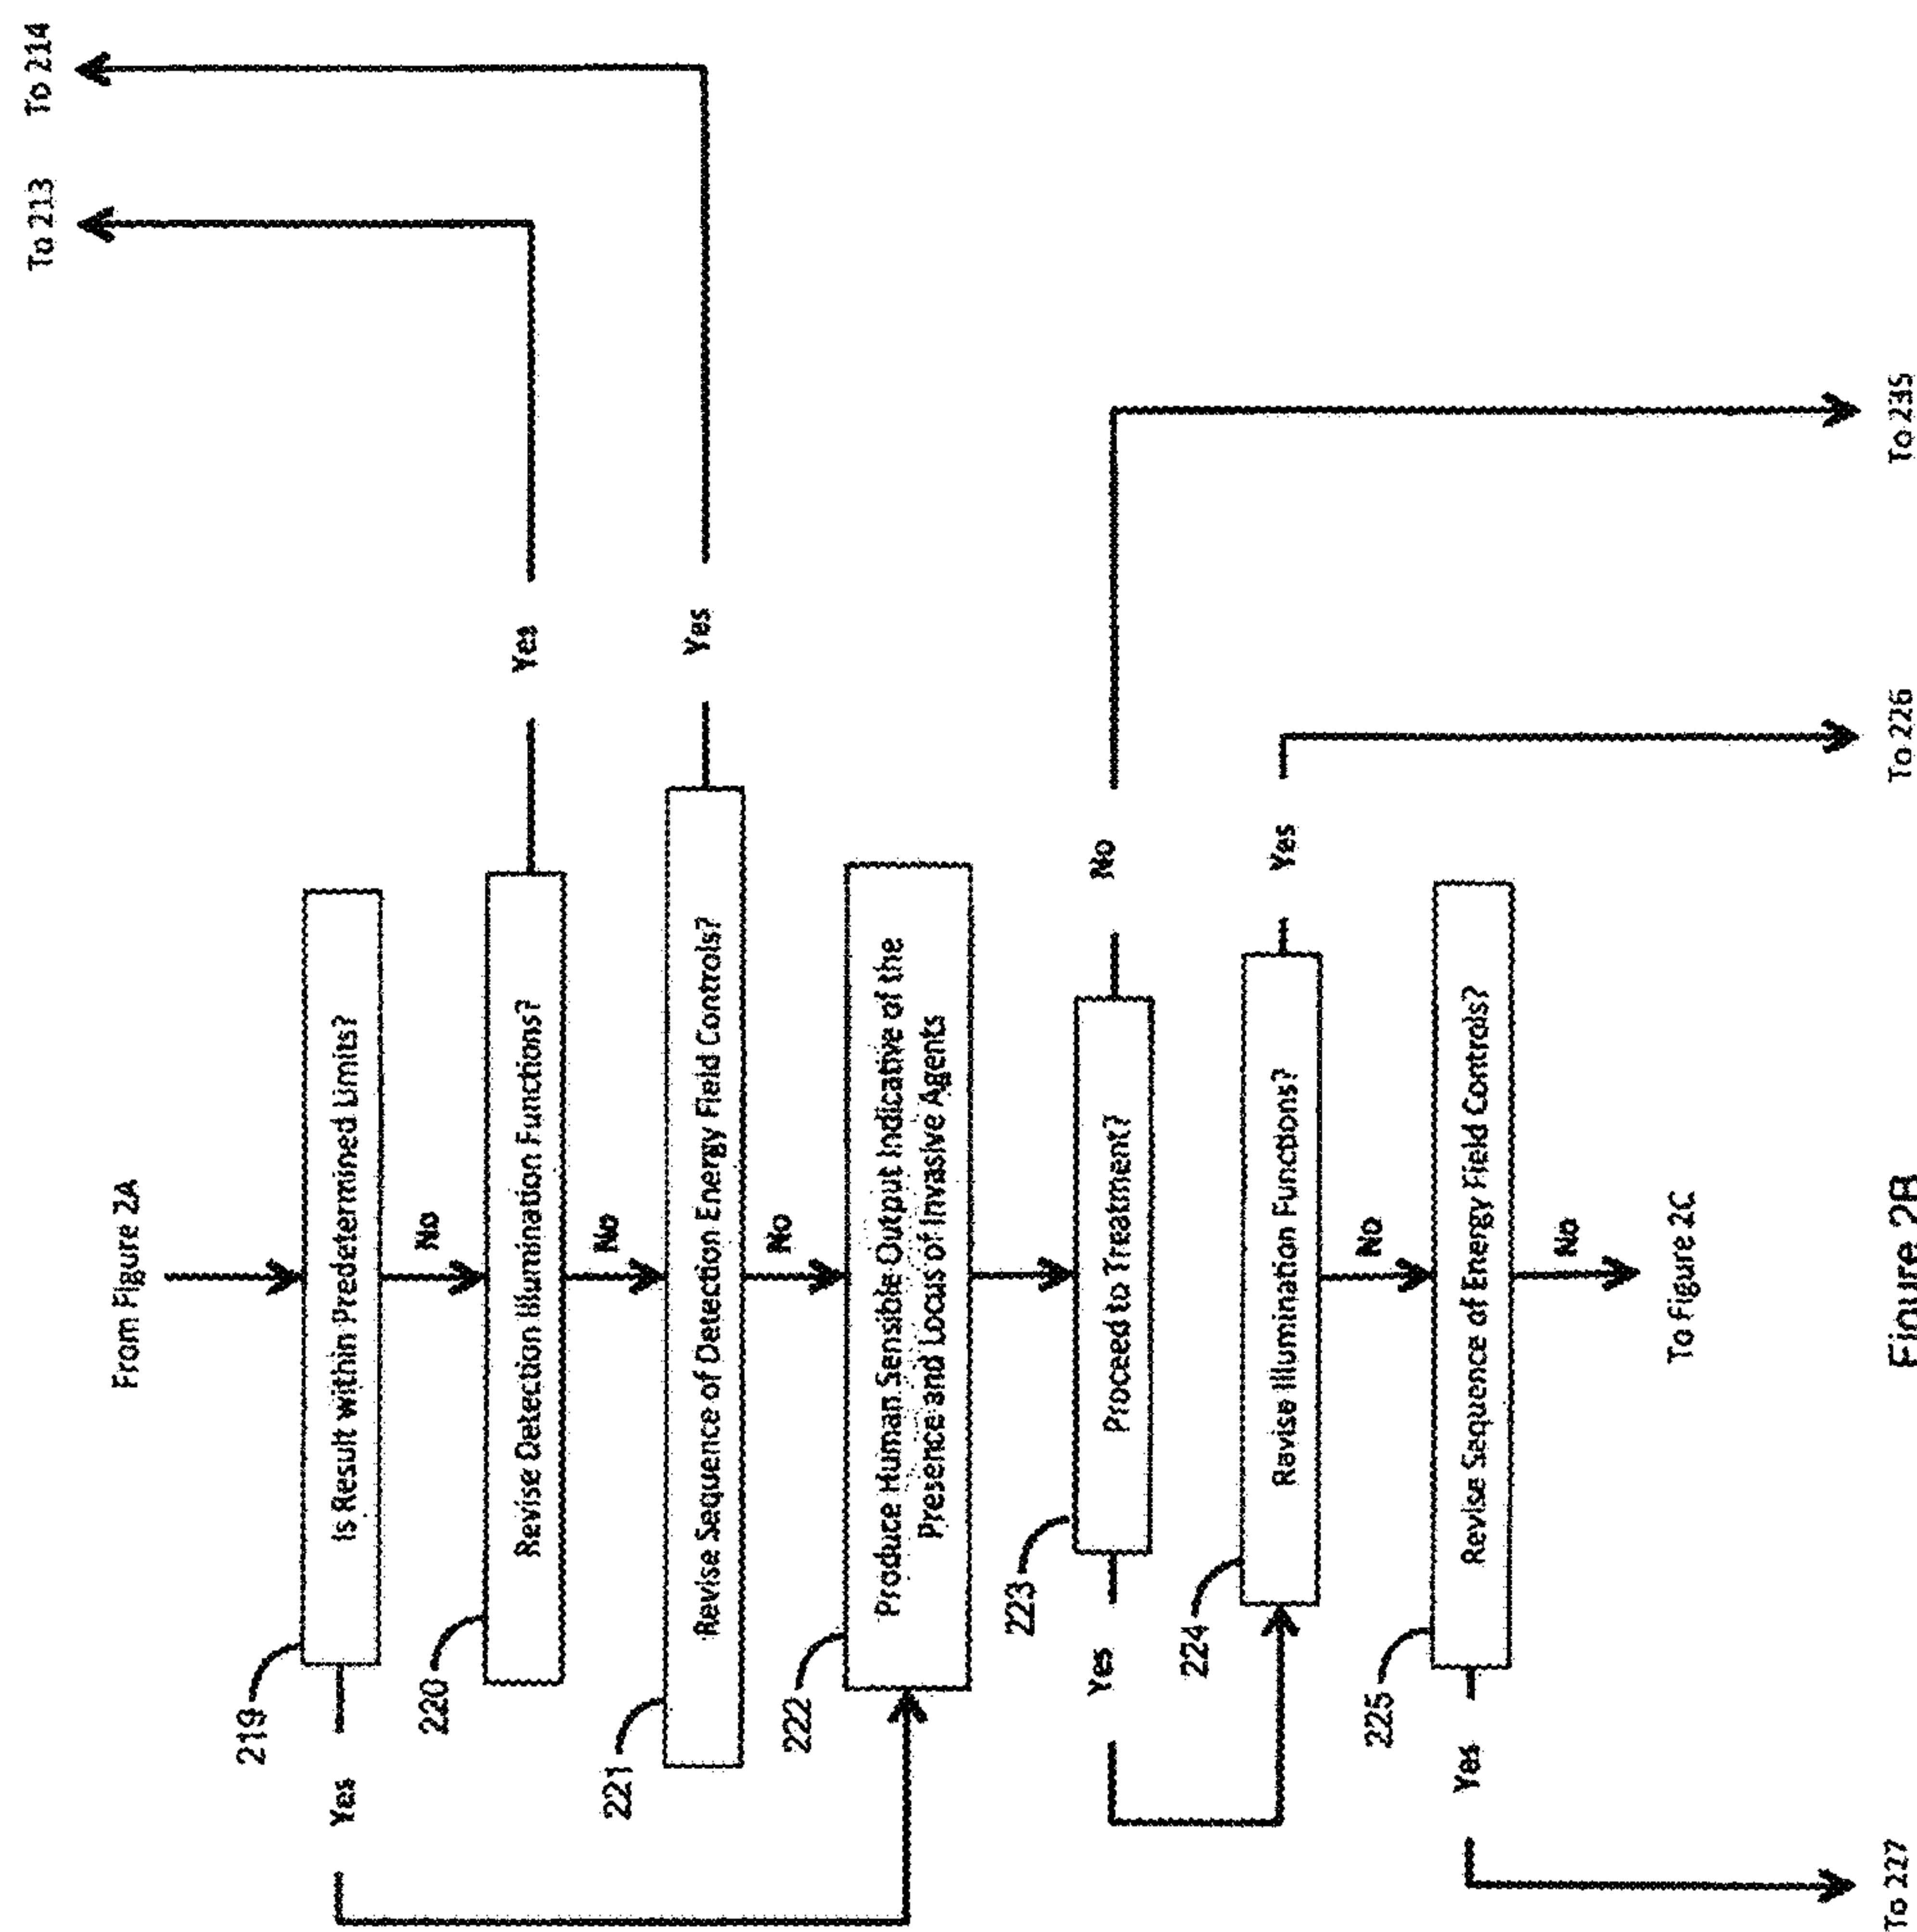 To 213
To 214
From Figure 2A
219
Is Result within Predetermined Limits?
Yes
No
220
Revise Detection Illumination Functions?
Yes
No
221
Revise Sequence of Detection Energy Field Controls?
Yes
No
222
Produce Human Sensible Output Indicative of the
Presence and Locus of Invasive Agents
223
Proceed to Treatment?
Yes
No
224
Revise Illumination Functions?
Yes
No
225
Revise Sequence of Energy Field Controls?
Yes
No
To Figure 2C
To 227
To 226
To 235
Figure 2B